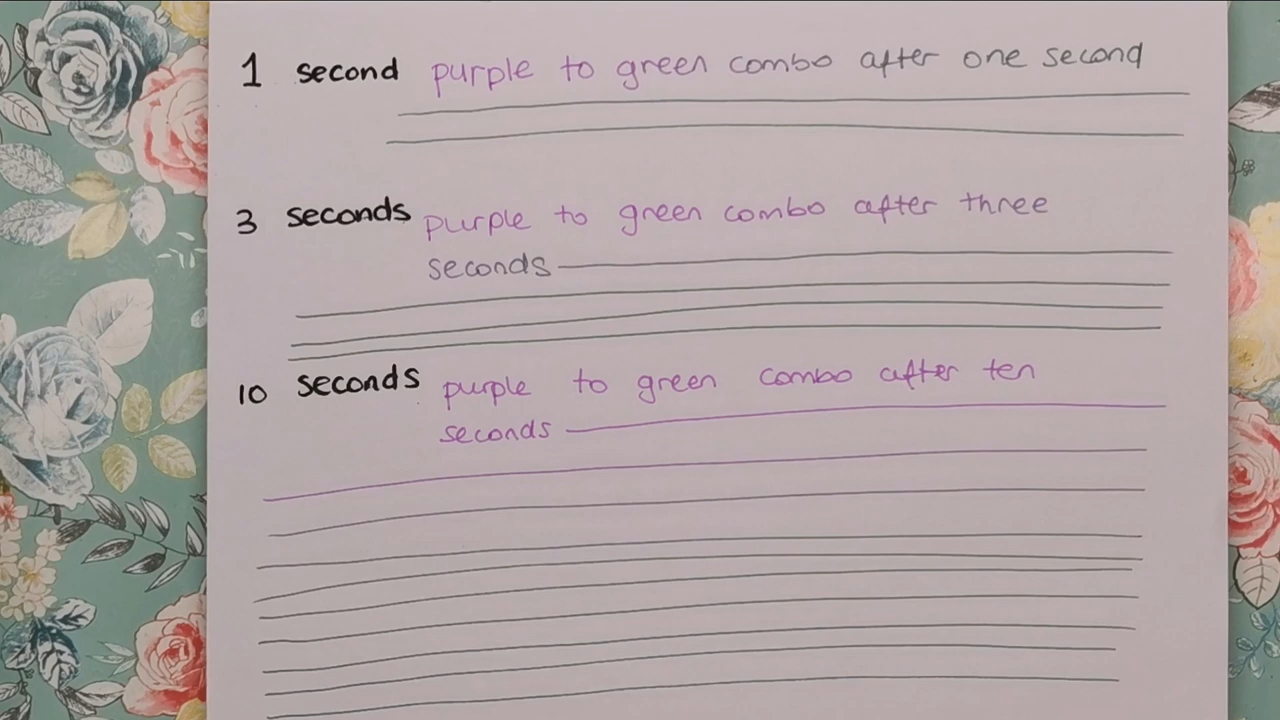 1 second purple to green combo after one second
3 seconds purple to green combo after three
seconds
10 seconds purple to green combo after ten
seconds